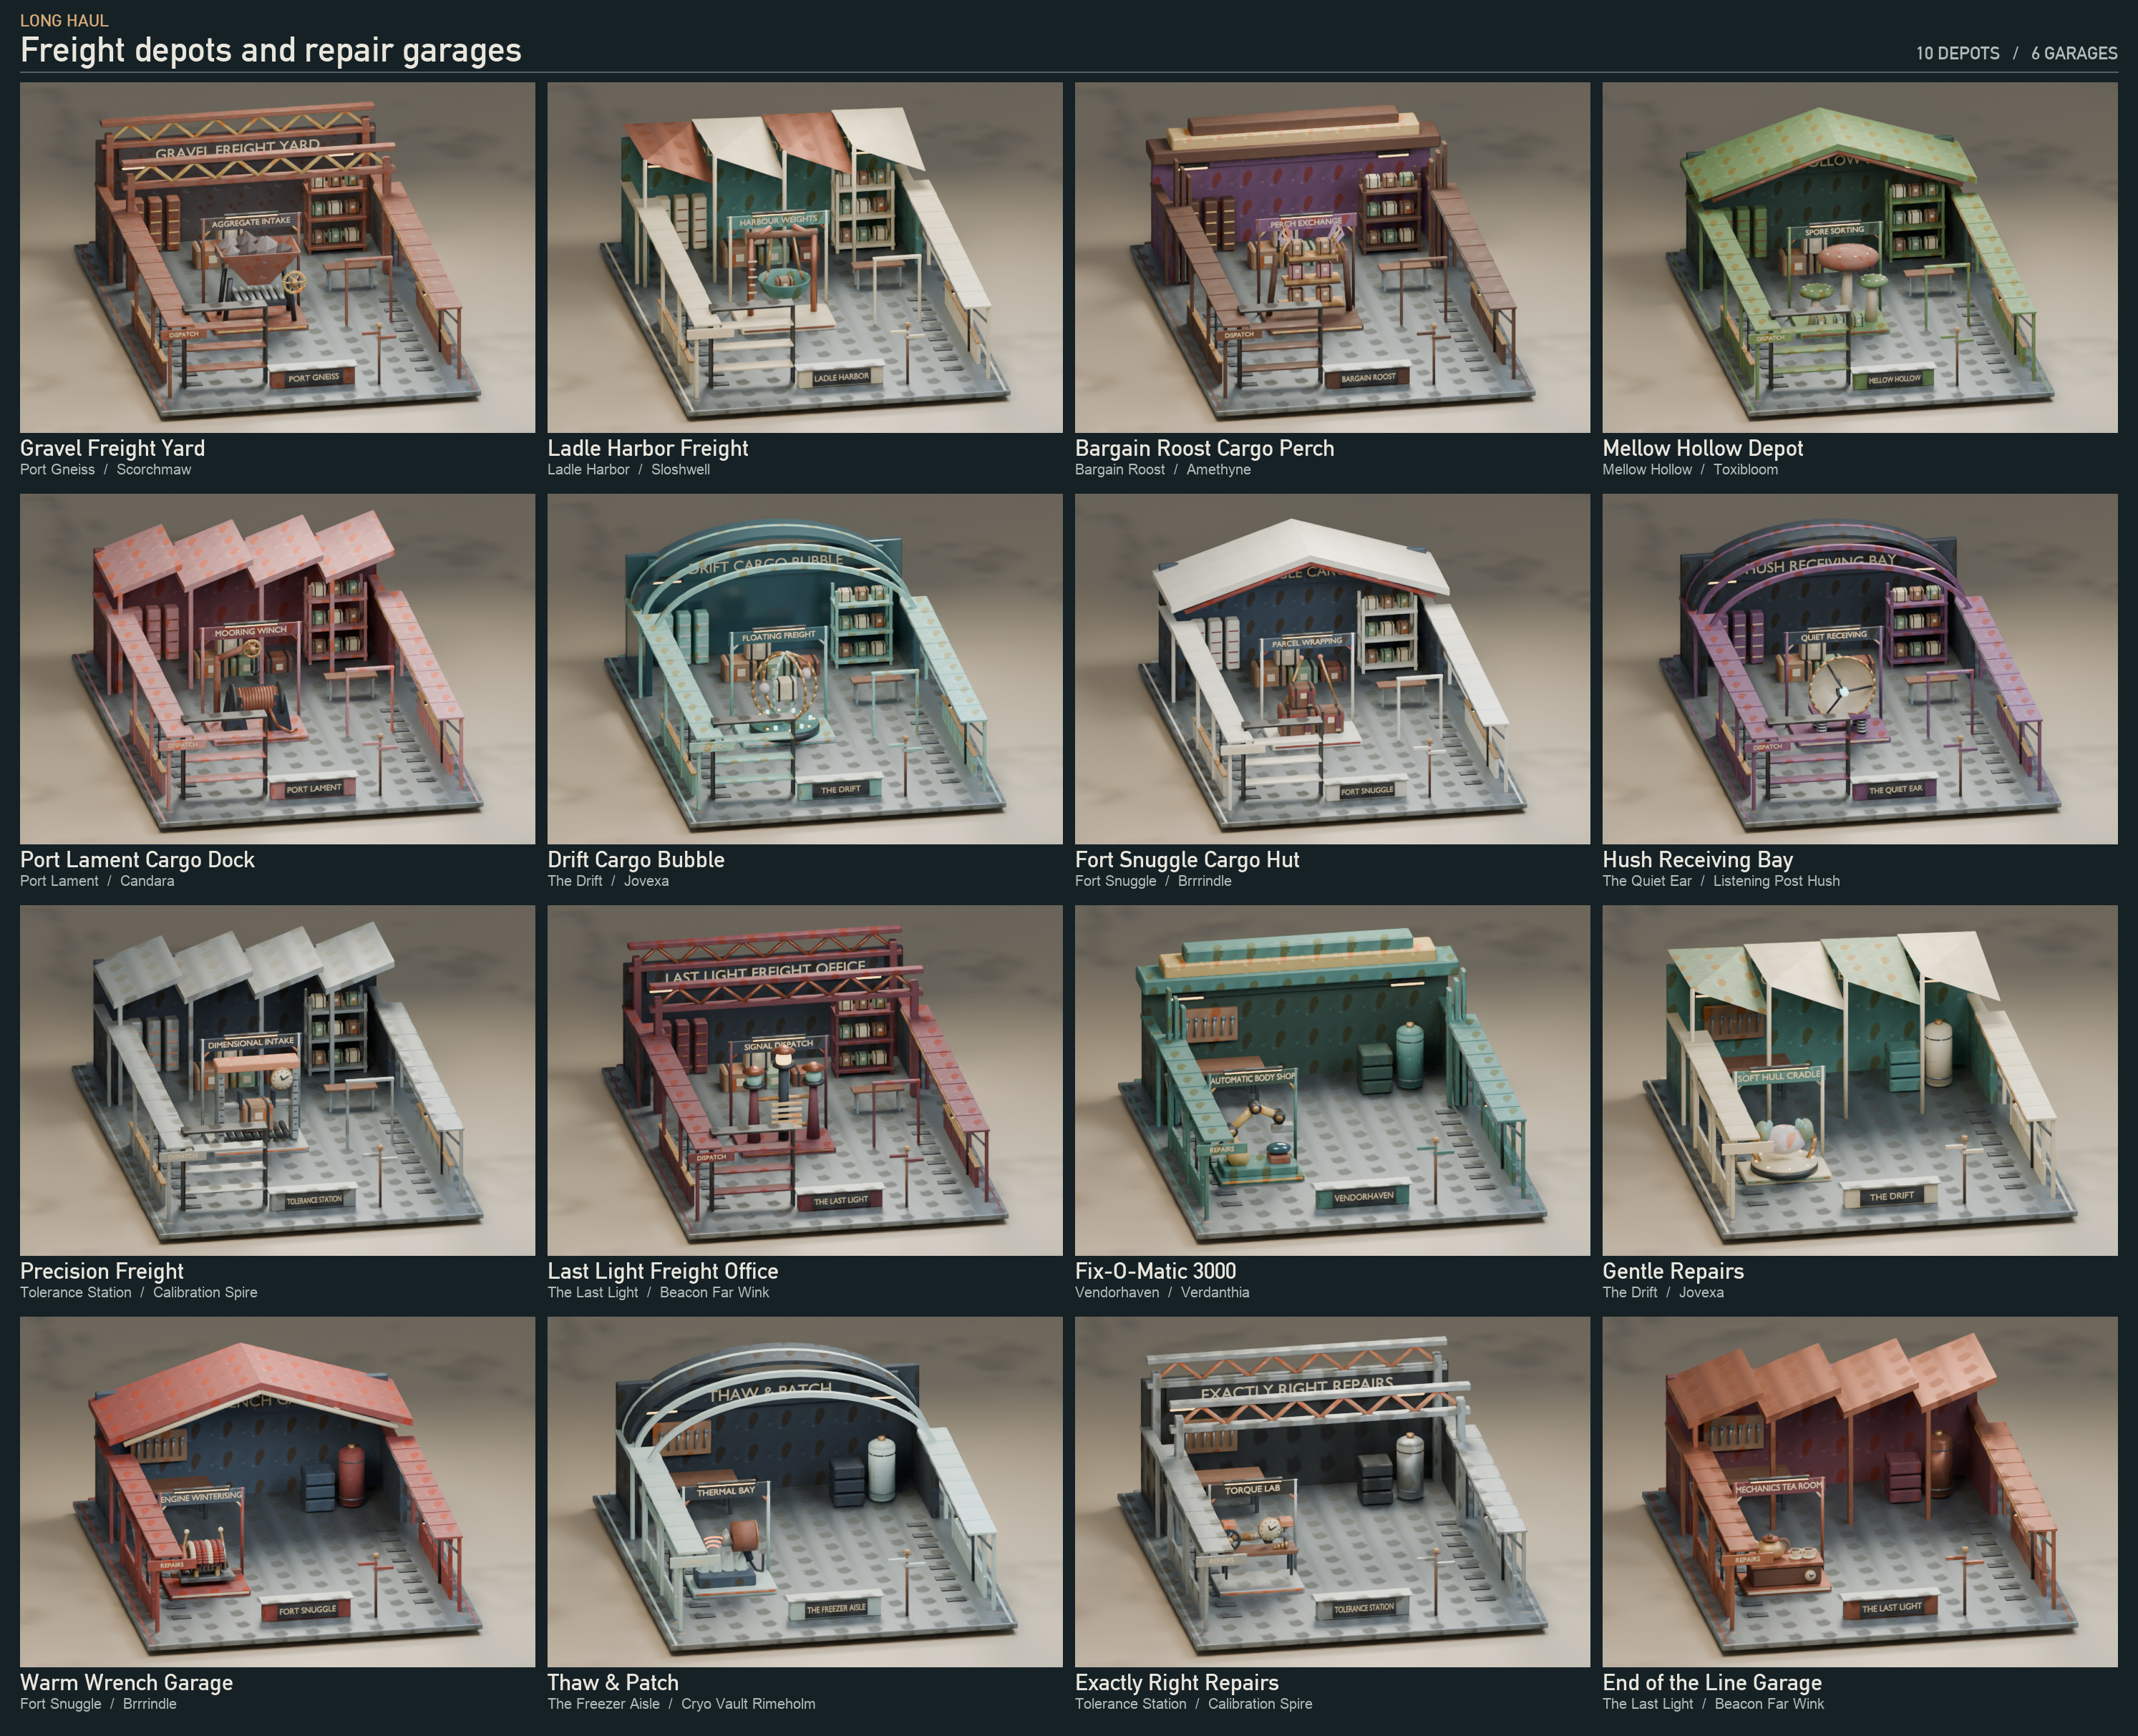 LONG HAUL
Freight depots and repair garages
10 DEPOTS / 6 GARAGES
GRAVEL FREIGHT YARD
AGGREGATE INTAKE
DISPATCH
PORT GNEISS
HARBOUR WEIGHTS
LADLE HARBOR
PERCH EXCHANGE
DISPATCH
BARGAIN ROOST
SPORE SORTING
DISPATCH
MELLOW HOLLOW
Gravel Freight Yard
Port Gneiss / Scorchmaw
Ladle Harbor Freight
Ladle Harbor / Sloshwell
Bargain Roost Cargo Perch
Bargain Roost / Amethyne
Mellow Hollow Depot
Mellow Hollow / Toxibloom
MOORING WINCH
DISPATCH
PORT LAMENT
DRIFT CARGO BUBBLE
FLOATING FREIGHT
DISPATCH
THE DRIFT
PARCEL WRAPPING
FORT SNUGGLE
HUSH RECEIVING BAY
QUIET RECEIVING
DISPATCH
THE QUIET EAR
Port Lament Cargo Dock
Port Lament / Candara
Drift Cargo Bubble
The Drift / Jovexa
Fort Snuggle Cargo Hut
Fort Snuggle / Brrrindle
Hush Receiving Bay
The Quiet Ear / Listening Post Hush
DIMENSIONAL INTAKE
TOLERANCE STATION
LAST LIGHT FREIGHT OFFICE
SIGNAL DISPATCH
DISPATCH
THE LAST LIGHT
AUTOMATIC BODY SHOP
REPAIRS
VENDORHAVEN
SOFT HULL CRADLE
THE DRIFT
Precision Freight
Tolerance Station / Calibration Spire
Last Light Freight Office
The Last Light / Beacon Far Wink
Fix-O-Matic 3000
Vendorhaven / Verdanthia
Gentle Repairs
The Drift / Jovexa
ENGINE WINTERISING
REPAIRS
FORT SNUGGLE
THAW & PATCH
THERMAL BAY
THE FREEZER AISLE
EXACTLY RIGHT REPAIRS
TORQUE LAB
REPAIRS
TOLERANCE STATION
MECHANICS TEA ROOM
REPAIRS
THE LAST LIGHT
Warm Wrench Garage
Fort Snuggle / Brrrindle
Thaw & Patch
The Freezer Aisle / Cryo Vault Rimeholm
Exactly Right Repairs
Tolerance Station / Calibration Spire
End of the Line Garage
The Last Light / Beacon Far Wink